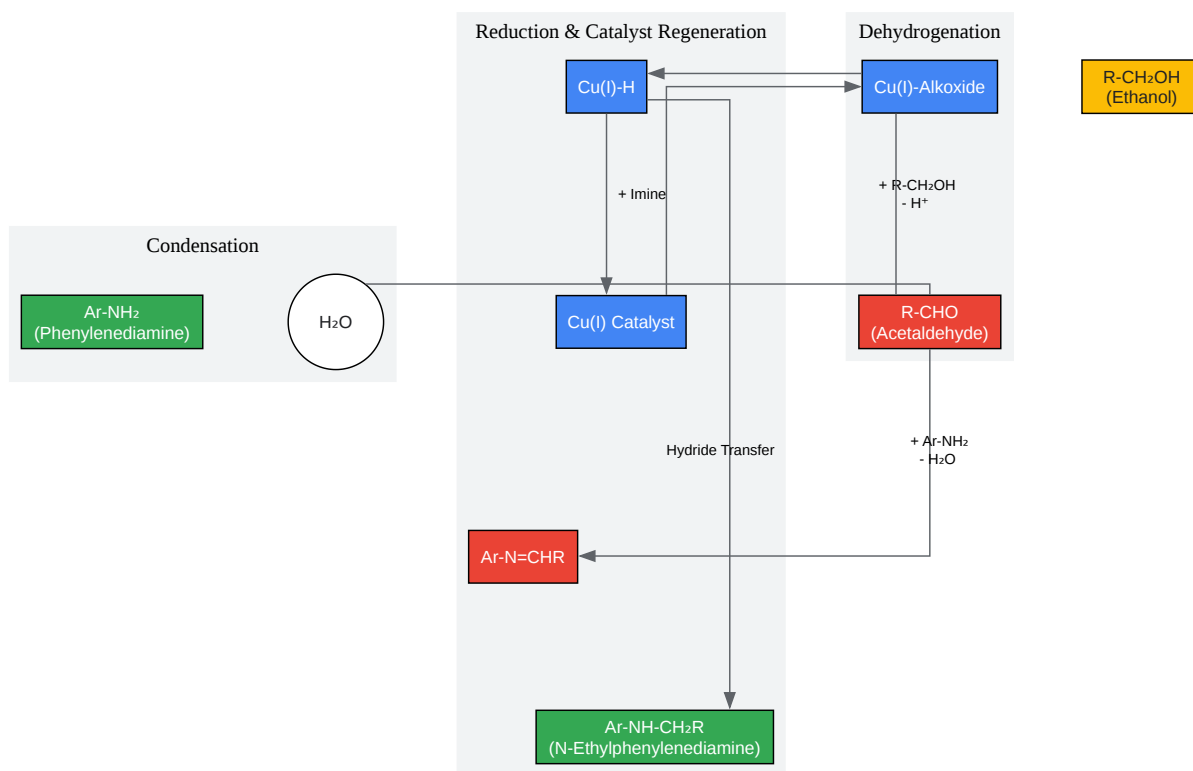 Reduction & Catalyst Regeneration
Dehydrogenation
Cu(I)-H
Cu(I)-Alkoxide
R-CH₂OH
(Ethanol)
+ Imine
+ R-CH₂OH
- H⁺
Condensation
Ar-NH₂
(Phenylenediamine)
H₂O
Cu(I) Catalyst
R-CHO
(Acetaldehyde)
Hydride Transfer
+ Ar-NH₂
- H₂O
Ar-N=CHR
Ar-NH-CH₂R
(N-Ethylphenylenediamine)